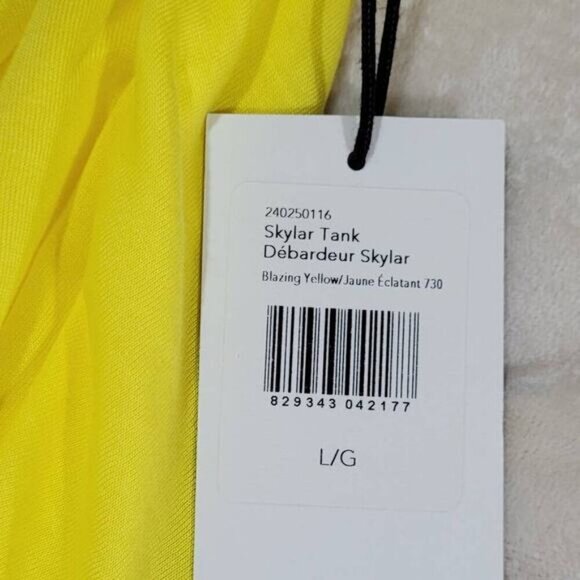 240250116
Skylar Tank
Débardeur Skylar
Blazing Yellow/Jaune Éclatant 730
829343 042177
L/G